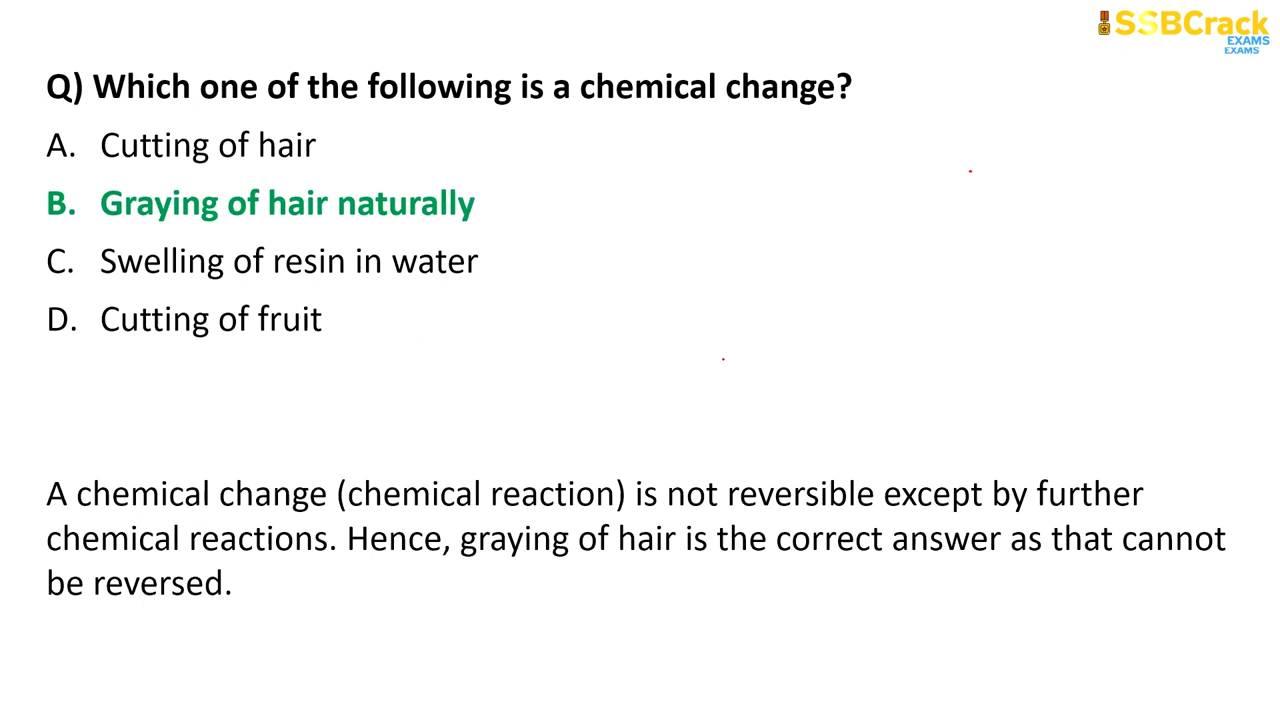 SSBCrack
EXAMS
EXAMS
Q) Which one of the following is a chemical change?
A. Cutting of hair
B. Graying of hair naturally
C. Swelling of resin in water
D. Cutting of fruit
A chemical change (chemical reaction) is not reversible except by further
chemical reactions. Hence, graying of hair is the correct answer as that cannot
be reversed.